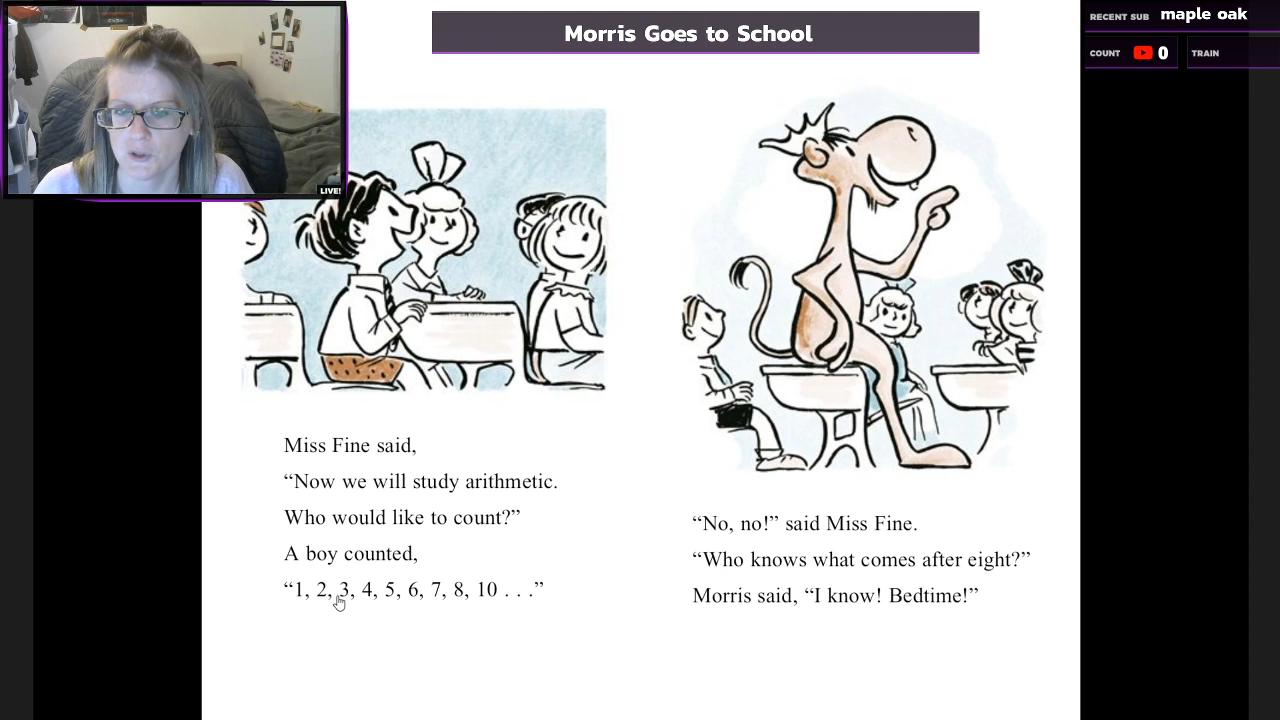 Morris Goes to School
RECENT SUB maple oak
COUNT 0 TRAIN
LIVE!
Miss Fine said,
“Now we will study arithmetic.
Who would like to count?”
A boy counted,
“1, 2, 3, 4, 5, 6, 7, 8, 10 . . .”
“No, no!” said Miss Fine.
“Who knows what comes after eight?”
Morris said, “I know! Bedtime!”